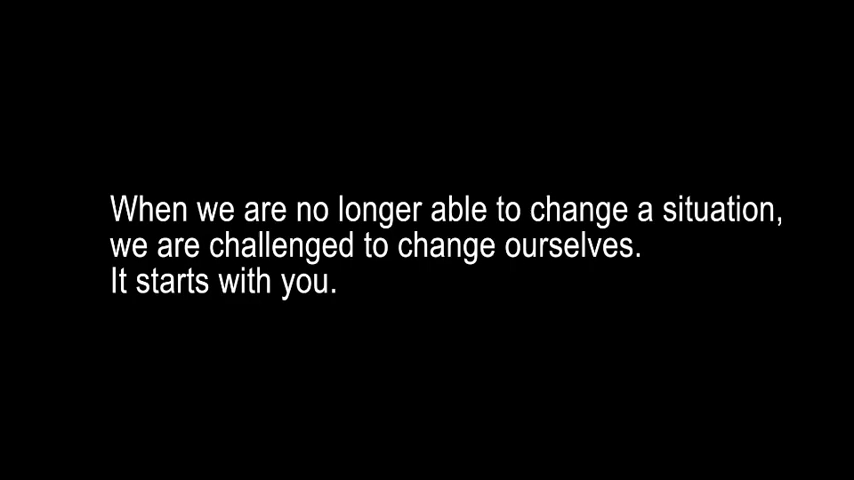 When we are no longer able to change a situation,
we are challenged to change ourselves.
It starts with you.